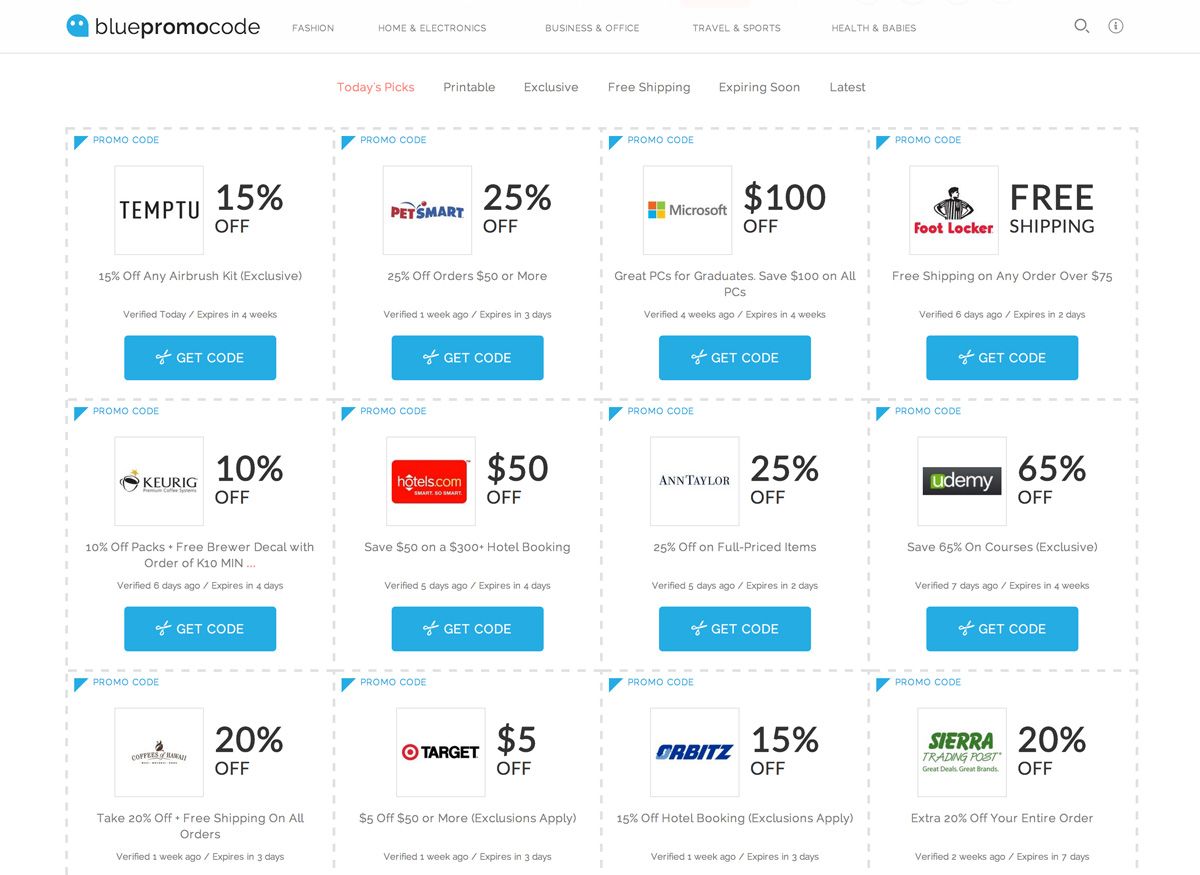 bluepromocode
FASHION
HOME & ELECTRONICS
BUSINESS & OFFICE
TRAVEL & SPORTS
HEALTH & BABIES
Today's Picks
Printable
Exclusive
Free Shipping
Expiring Soon
Latest
PROMO CODE
TEMPTU
15%
OFF
15% Off Any Airbrush Kit (Exclusive)
Verified Today / Expires in 4 weeks
GET CODE
PROMO CODE
PETSMART
25%
OFF
25% Off Orders $50 or More
Verified 1 week ago / Expires in 3 days
GET CODE
PROMO CODE
Microsoft
$100
OFF
Great PCs for Graduates. Save $100 on All
PCs
Verified 4 weeks ago / Expires in 4 weeks
GET CODE
PROMO CODE
Foot Locker
FREE
SHIPPING
Free Shipping on Any Order Over $75
Verified 6 days ago / Expires in 2 days
GET CODE
PROMO CODE
KEURIG
Premium Coffee Systems
10%
OFF
10% Off Packs + Free Brewer Decal with
Order of K10 MIN ...
Verified 6 days ago / Expires in 4 days
GET CODE
PROMO CODE
hotels.com
SMART. SO SMART.
$50
OFF
Save $50 on a $300+ Hotel Booking
Verified 5 days ago / Expires in 4 days
GET CODE
PROMO CODE
ANNTAYLOR
25%
OFF
25% Off on Full-Priced Items
Verified 5 days ago / Expires in 2 days
GET CODE
PROMO CODE
udemy
65%
OFF
Save 65% On Courses (Exclusive)
Verified 7 days ago / Expires in 4 weeks
GET CODE
PROMO CODE
COFFEES of HAWAII
20%
OFF
Take 20% Off + Free Shipping On All
Orders
Verified 1 week ago / Expires in 3 days
PROMO CODE
TARGET
$5
OFF
$5 Off $50 or More (Exclusions Apply)
Verified 1 week ago / Expires in 3 days
PROMO CODE
ORBITZ
15%
OFF
15% Off Hotel Booking (Exclusions Apply)
Verified 1 week ago / Expires in 3 days
PROMO CODE
SIERRA
TRADING POST
Great Deals. Great Brands.
20%
OFF
Extra 20% Off Your Entire Order
Verified 2 weeks ago / Expires in 7 days